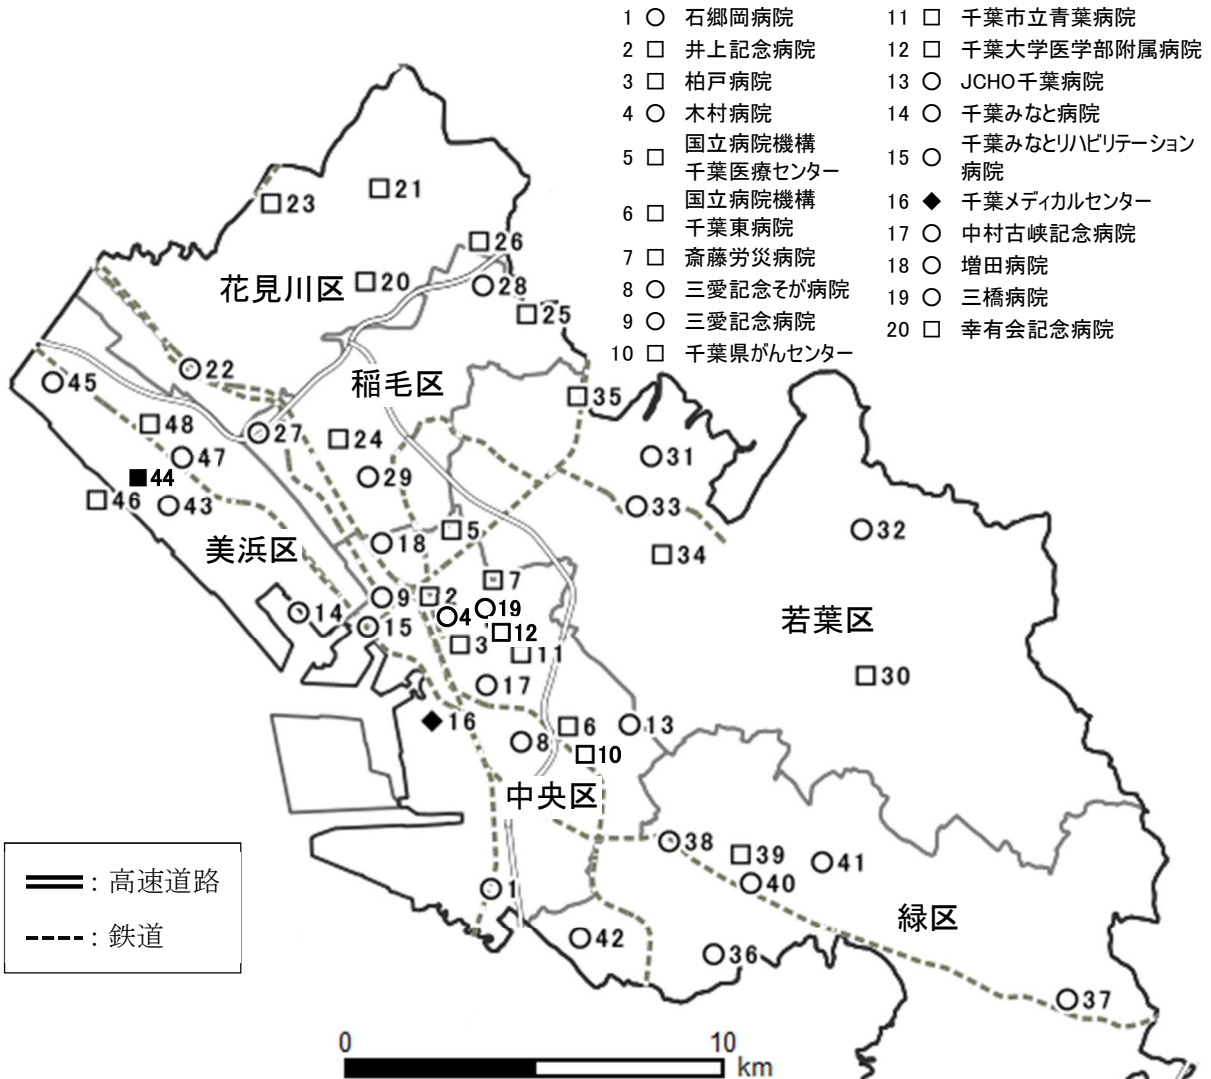 1 ○ 石郷岡病院
2 □ 井上記念病院
3 □ 柏戸病院
4 ○ 木村病院
5 □ 国立病院機構
千葉医療センター
6 □ 国立病院機構
千葉東病院
7 □ 斎藤労災病院
8 ○ 三愛記念そが病院
9 ○ 三愛記念病院
10 □ 千葉県がんセンター
11 □ 千葉市立青葉病院
12 □ 千葉大学医学部附属病院
13 ○ JCHO千葉病院
14 ○ 千葉みなと病院
15 ○ 千葉みなとリハビリテーション
病院
16 ◆ 千葉メディカルセンター
17 ○ 中村古峡記念病院
18 ○ 増田病院
19 ○ 三橋病院
20 □ 幸有会記念病院
21
23
26
花見川区
20
28
25
22
45
稲毛区
35
48
27
24
47
31
44
29
46
43
33
32
美浜区
18
5
34
7
14
9
2
4
19
15
12
若葉区
3
11
17
30
16
6
13
8
10
中央区
38
39
41
40
1
緑区
42
36
37
: 高速道路
: 鉄道
0
10
km